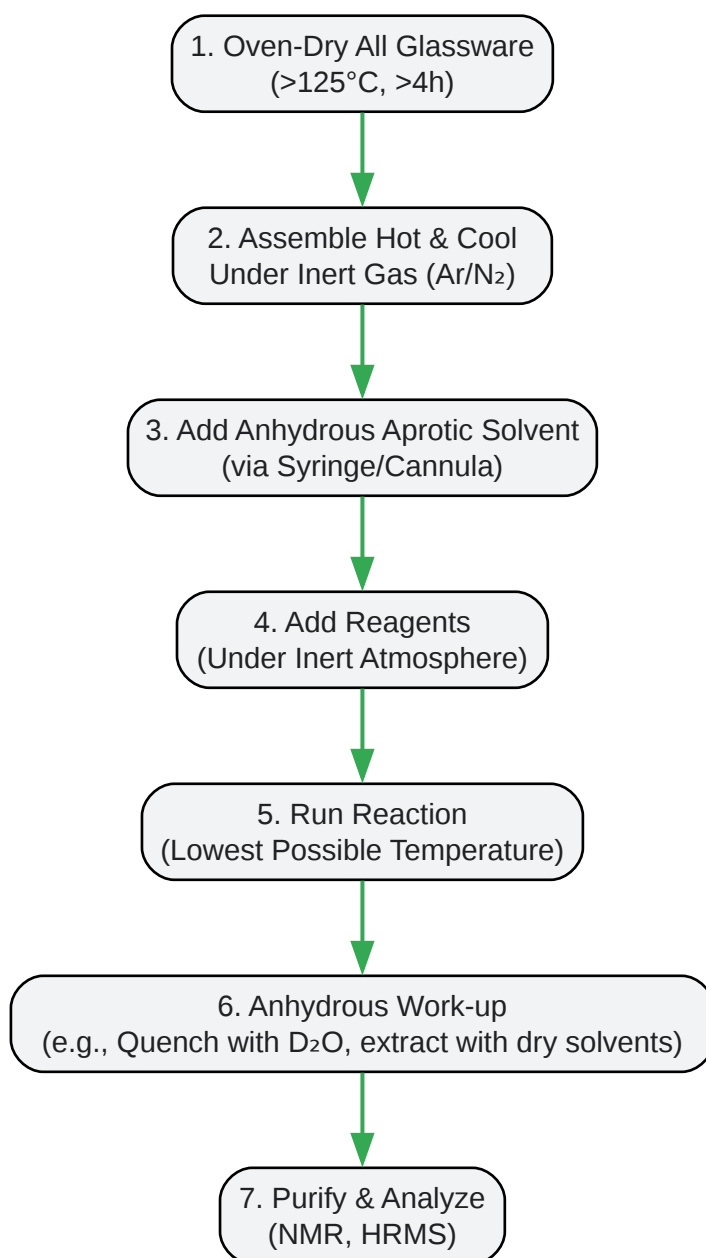 1. Oven-Dry All Glassware
(>125°C, >4h)
2. Assemble Hot & Cool
Under Inert Gas (Ar/N₂)
3. Add Anhydrous Aprotic Solvent
(via Syringe/Cannula)
4. Add Reagents
(Under Inert Atmosphere)
5. Run Reaction
(Lowest Possible Temperature)
6. Anhydrous Work-up
(e.g., Quench with D₂O, extract with dry solvents)
7. Purify & Analyze
(NMR, HRMS)